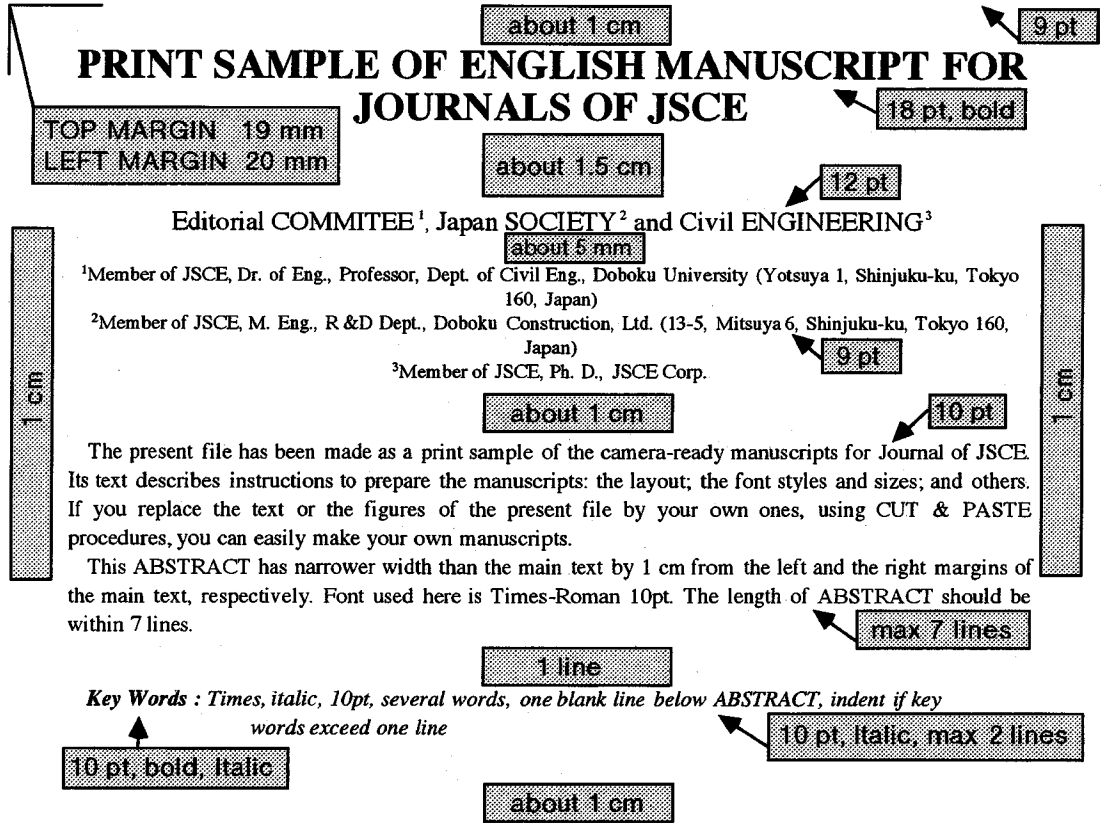 about 1 cm
9 pt
PRINT SAMPLE OF ENGLISH MANUSCRIPT FOR
JOURNALS OF JSCE
18 pt, bold
TOP MARGIN 19 mm
LEFT MARGIN 20 mm
about 1.5 cm
12 pt
Editorial COMMITEE1, Japan SOCIETY2 and Civil ENGINEERING3
about 5 mm
1Member of JSCE, Dr. of Eng., Professor, Dept. of Civil Eng., Doboku University (Yotsuya 1, Shinjuku-ku, Tokyo
160, Japan)
2Member of JSCE, M. Eng., R &D Dept., Doboku Construction, Ltd. (13-5, Mitsuya 6, Shinjuku-ku, Tokyo 160,
Japan)
9 pt
3Member of JSCE, Ph. D., JSCE Corp.
1 cm
1 cm
about 1 cm
10 pt
The present file has been made as a print sample of the camera-ready manuscripts for Journal of JSCE.
Its text describes instructions to prepare the manuscripts: the layout; the font styles and sizes; and others.
If you replace the text or the figures of the present file by your own ones, using CUT & PASTE
procedures, you can easily make your own manuscripts.
This ABSTRACT has narrower width than the main text by 1 cm from the left and the right margins of
the main text, respectively. Font used here is Times-Roman 10pt. The length of ABSTRACT should be
within 7 lines.
max 7 lines
1 line
Key Words : Times, italic, 10pt, several words, one blank line below ABSTRACT, indent if key
words exceed one line
10 pt, Italic, max 2 lines
10 pt, bold, Italic
about 1 cm